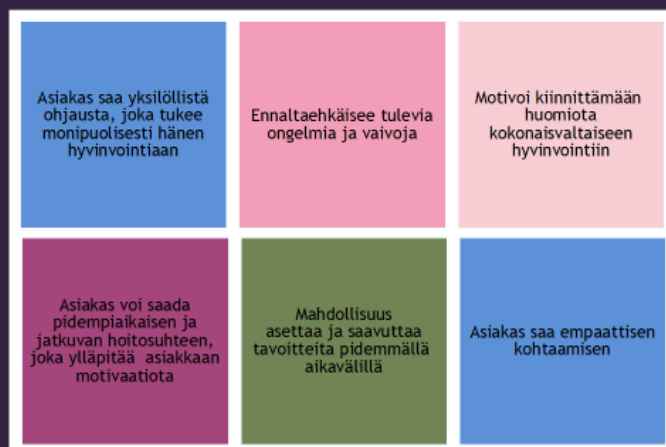 Asiakas saa yksilöllistä
ohjausta, joka tukee
monipuolisesti hänen
hyvinvointiaan
Ennaltaehkäisee tulevia
ongelmia ja vaivoja
Motivoi kiinnittämään
huomiota
kokonaisvaltaiseen
hyvinvointiin
Asiakas voi saada
pidempiaikaisen ja
jatkuvan hoitosuhteen,
joka ylläpitää asiakkaan
motivaatiota
Mahdollisuus
asettaa ja saavuttaa
tavoitteita pidemmällä
aikavälillä
Asiakas saa empaattisen
kohtaamisen